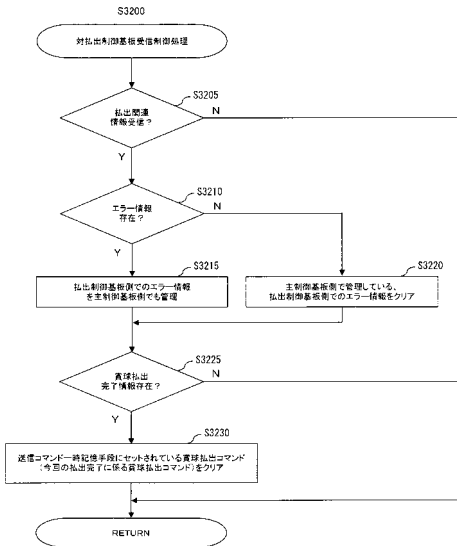 S3200
対払出制御基板受信制御処理
S3205
払出関連
情報受信?
N
Y
S3210
エラー情報
存在?
N
Y
S3215
払出制御基板側でのエラー情報
を主制御基板側でも管理
S3220
主制御基板側で管理している、
払出制御基板側でのエラー情報をクリア
S3225
賞球払出
完了情報存在?
N
Y
S3230
送信コマンド一時記憶手段にセットされている賞球払出コマンド
(今回の払出完了に係る賞球払出コマンド)をクリア
RETURN